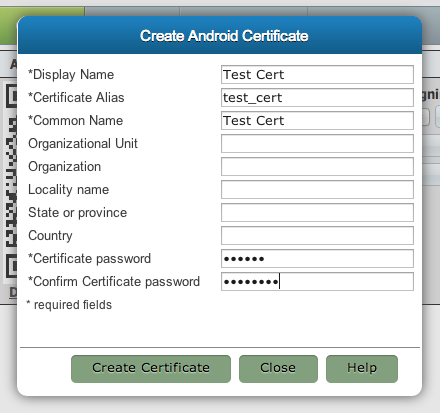 Create Android Certificate
*Display Name Test Cert
*Certificate Alias test_cert
*Common Name Test Cert
Organizational Unit
Organization
Locality name
State or province
Country
*Certificate password ••••••
*Confirm Certificate password ••••••••
* required fields
Create Certificate Close Help